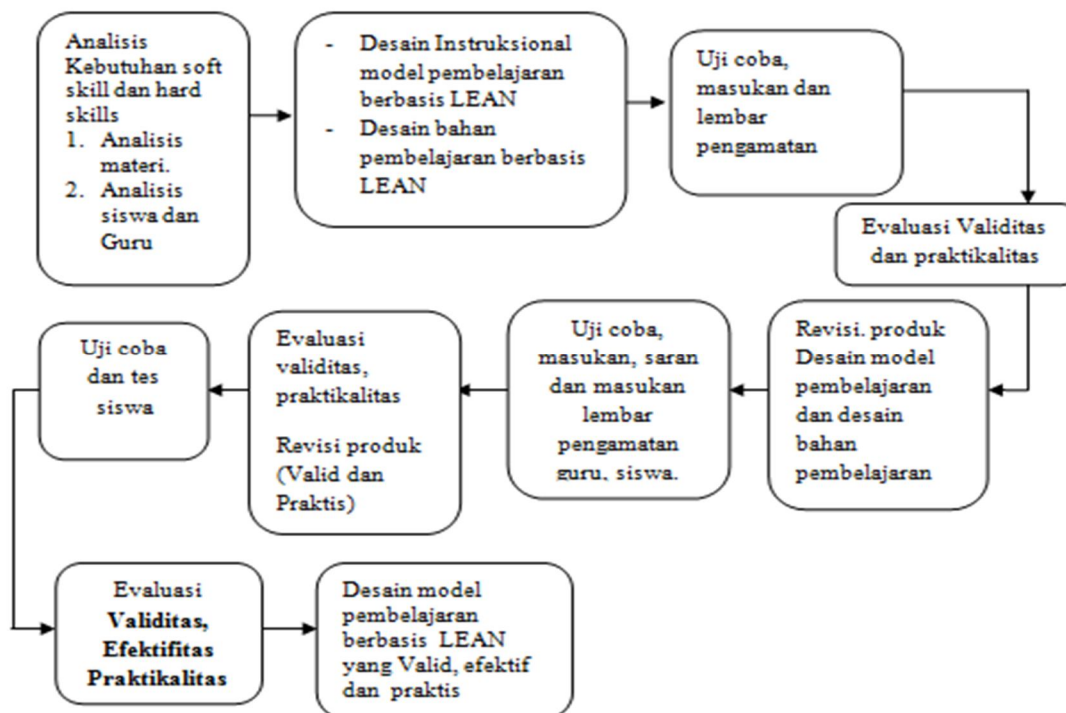 Analisis
Kebutuhan soft
skill dan hard
skills
1. Analisis
materi.
2. Analisis
siswa dan
Guru
- Desain Instruksional
model pembelajaran
berbasis LEAN
- Desain bahan
pembelajaran berbasis
LEAN
Uji coba,
masukan dan
lembar
pengamatan
Evaluasi Validitas
dan praktikalitas
Revisi. produk
Desain model
pembelajaran
dan desain
bahan
pembelajaran
Uji coba,
masukan, saran
dan masukan
lembar
pengamatan
guru, siswa.
Evaluasi
validitas,
praktikalitas
Revisi produk
(Valid dan
Praktis)
Uji coba
dan tes
siswa
Evaluasi
Validitas,
Efektifitas
Praktikalitas
Desain model
pembelajaran
berbasis LEAN
yang Valid, efektif
dan praktis